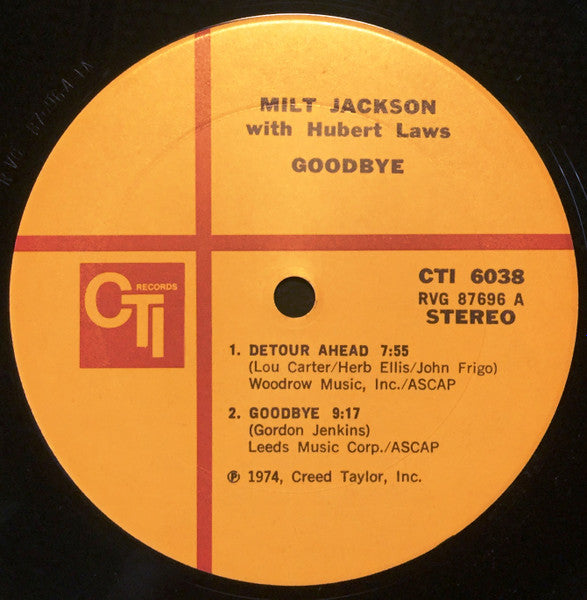 MILT JACKSON
with Hubert Laws
GOODBYE
CTI RECORDS
CTI 6038
RVG 87696 A
STEREO
1. DETOUR AHEAD 7:55
(Lou Carter/Herb Ellis/John Frigo)
Woodrow Music, Inc./ASCAP
2. GOODBYE 9:17
(Gordon Jenkins)
Leeds Music Corp./ASCAP
℗ 1974, Creed Taylor, Inc.